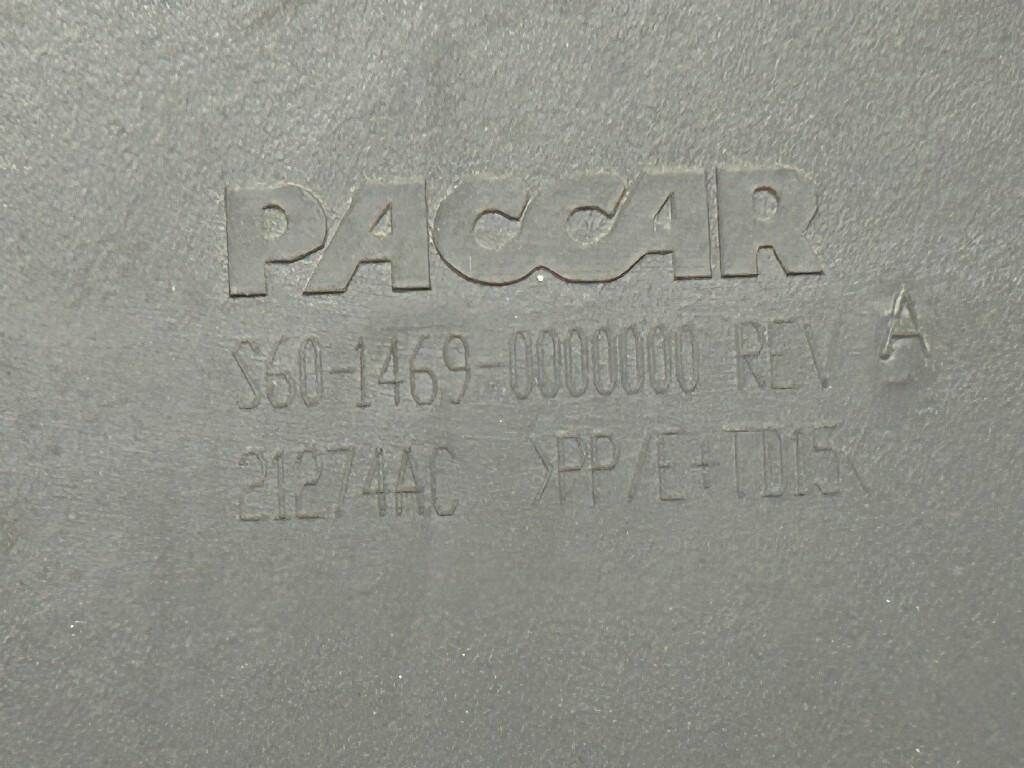 PACCAR
S60-1469-0000000 REV A
21274AC >PP/E+TD15<